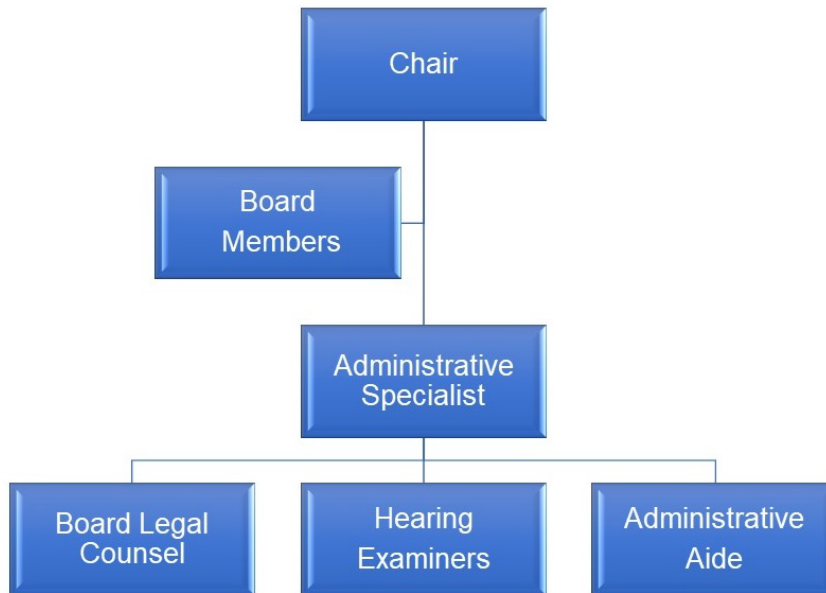 Chair
Board
Members
Administrative
Specialist
Board Legal
Counsel
Hearing
Examiners
Administrative
Aide